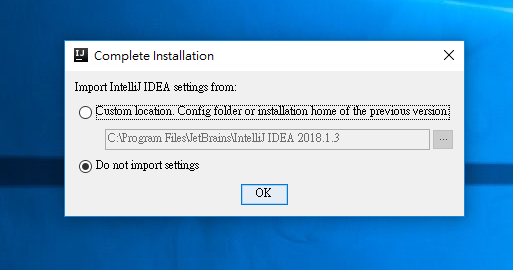 IJ
Complete Installation
Import IntelliJ IDEA settings from:
Custom location. Config folder or installation home of the previous version:
C:\Program Files\JetBrains\IntelliJ IDEA 2018.1.3
...
Do not import settings
OK